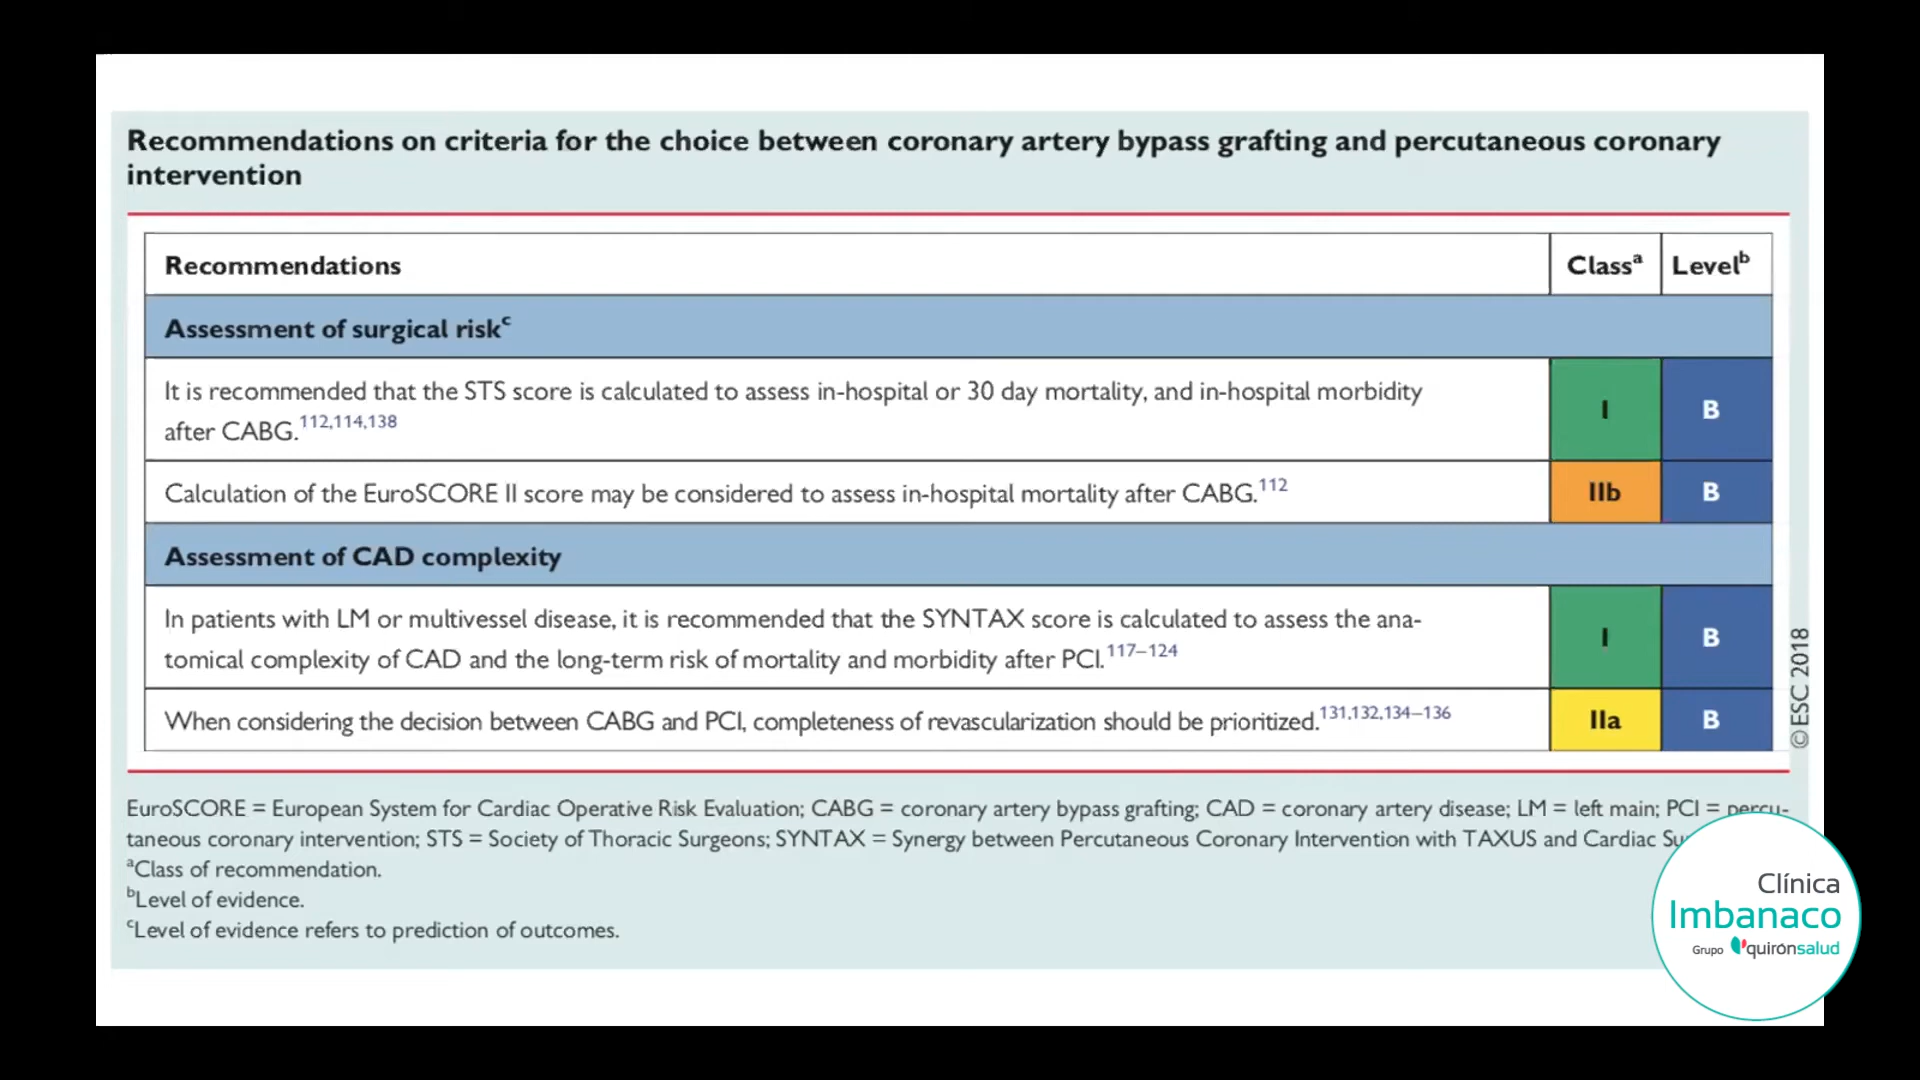 Recommendations on criteria for the choice between coronary artery bypass grafting and percutaneous coronary
intervention
Recommendations Classᵃ Levelᵇ
Assessment of surgical riskᶜ
It is recommended that the STS score is calculated to assess in-hospital or 30 day mortality, and in-hospital morbidity
after CABG.112,114,138 I B
Calculation of the EuroSCORE II score may be considered to assess in-hospital mortality after CABG.112 IIb B
Assessment of CAD complexity
In patients with LM or multivessel disease, it is recommended that the SYNTAX score is calculated to assess the ana-
tomical complexity of CAD and the long-term risk of mortality and morbidity after PCI.117–124 I B
When considering the decision between CABG and PCI, completeness of revascularization should be prioritized.131,132,134–136 IIa B
©ESC 2018
EuroSCORE = European System for Cardiac Operative Risk Evaluation; CABG = coronary artery bypass grafting; CAD = coronary artery disease; LM = left main; PCI = percu-
taneous coronary intervention; STS = Society of Thoracic Surgeons; SYNTAX = Synergy between Percutaneous Coronary Intervention with TAXUS and Cardiac
ᵃClass of recommendation.
ᵇLevel of evidence.
ᶜLevel of evidence refers to prediction of outcomes.
Clínica
Imbanaco
Grupo quirónsalud